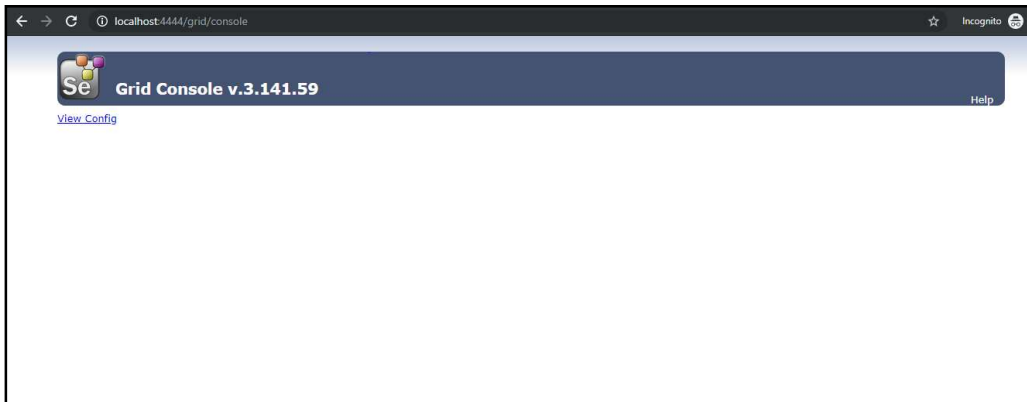 localhost:4444/grid/console
Incognito
Se
Grid Console v.3.141.59
Help
View Config